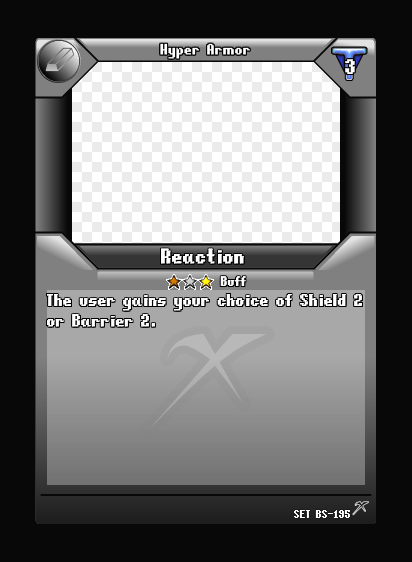 Hyper Armor
3
Reaction
Buff
The user gains your choice of Shield 2
or Barrier 2.
SET BS-195